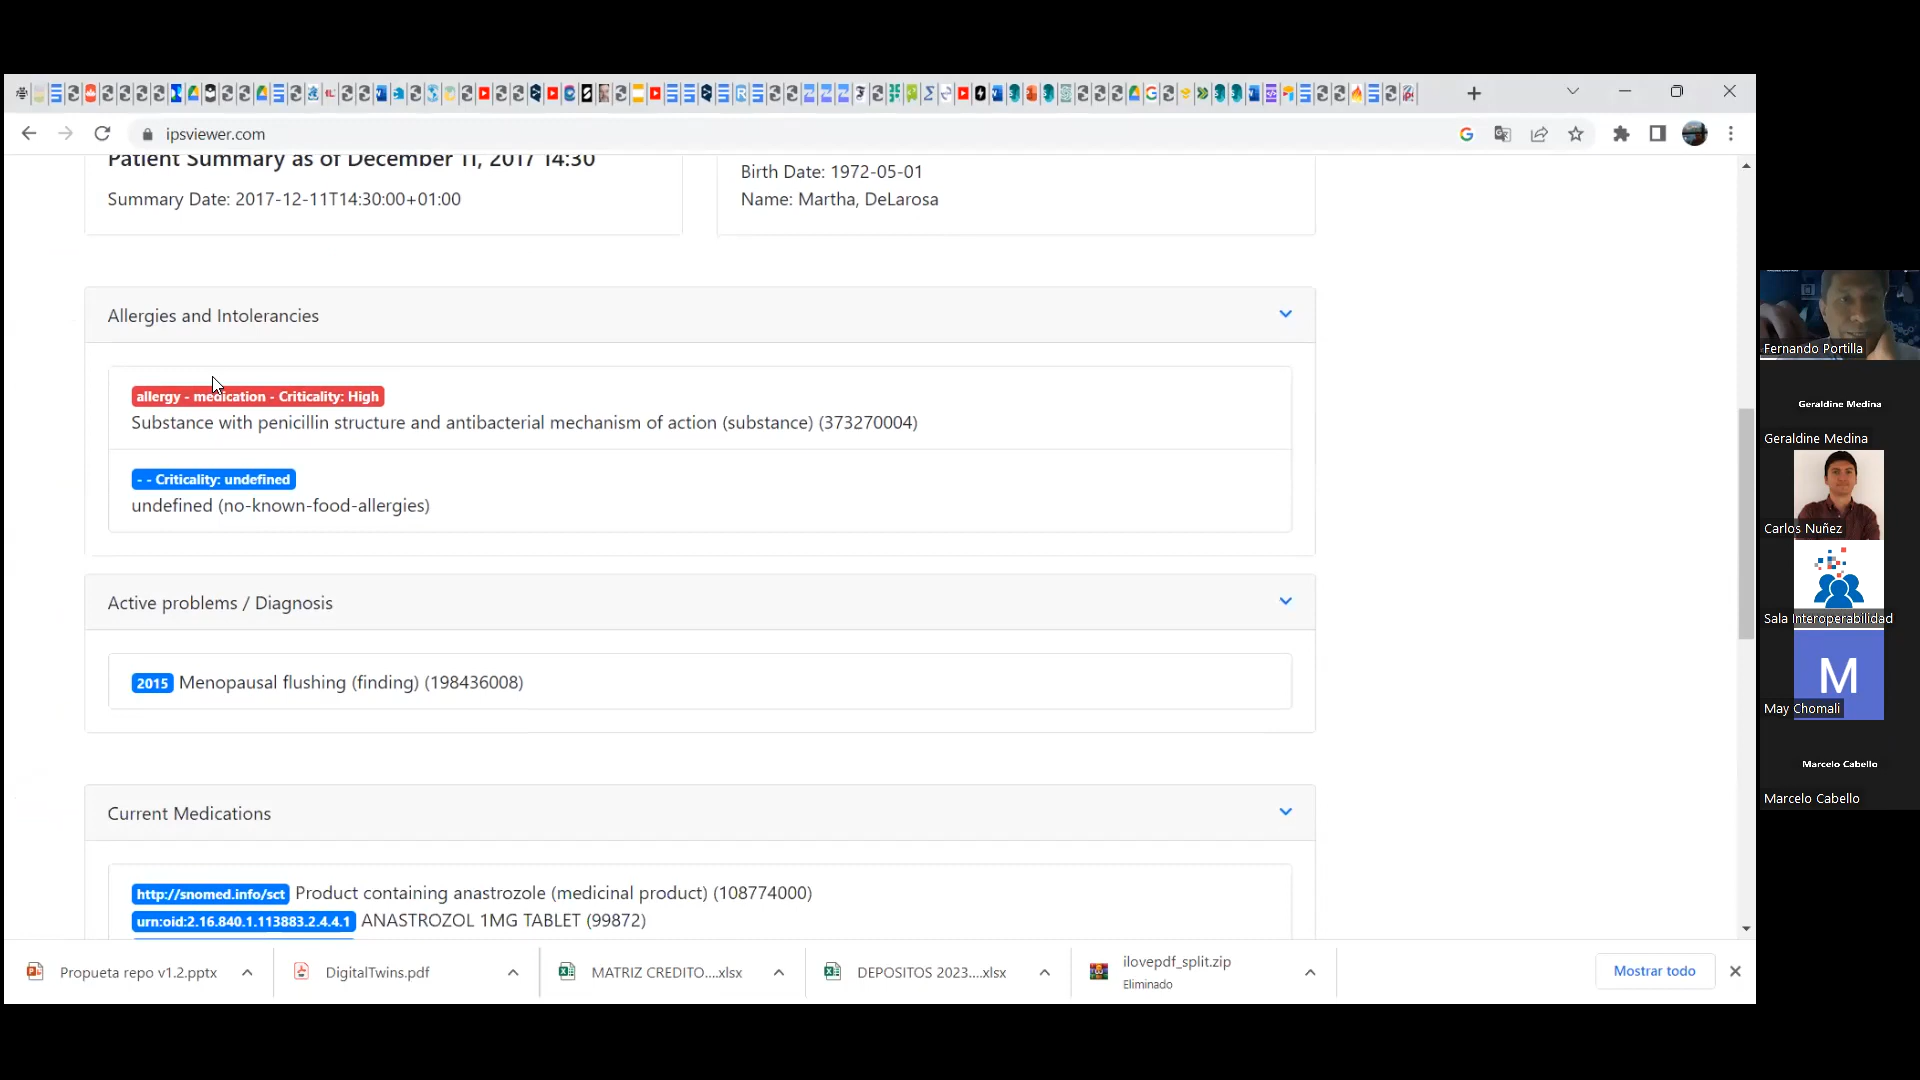 ipsviewer.com
Patient Summary as of December 11, 2017 14:30
Summary Date: 2017-12-11T14:30:00+01:00
Birth Date: 1972-05-01
Name: Martha, DeLarosa
Allergies and Intolerancies
allergy - medication - Criticality: High
Substance with penicillin structure and antibacterial mechanism of action (substance) (373270004)
- - Criticality: undefined
undefined (no-known-food-allergies)
Active problems / Diagnosis
2015 Menopausal flushing (finding) (198436008)
Current Medications
http://snomed.info/sct Product containing anastrozole (medicinal product) (108774000)
urn:oid:2.16.840.1.113883.2.4.4.1 ANASTROZOL 1MG TABLET (99872)
Propueta repo v1.2.pptx
DigitalTwins.pdf
MATRIZ CREDITO....xlsx
DEPOSITOS 2023....xlsx
ilovepdf_split.zip
Eliminado
Mostrar todo
Fernando Portilla
Geraldine Medina
Geraldine Medina
Carlos Nuñez
Sala Interoperabilidad
M
May Chomali
Marcelo Cabello
Marcelo Cabello